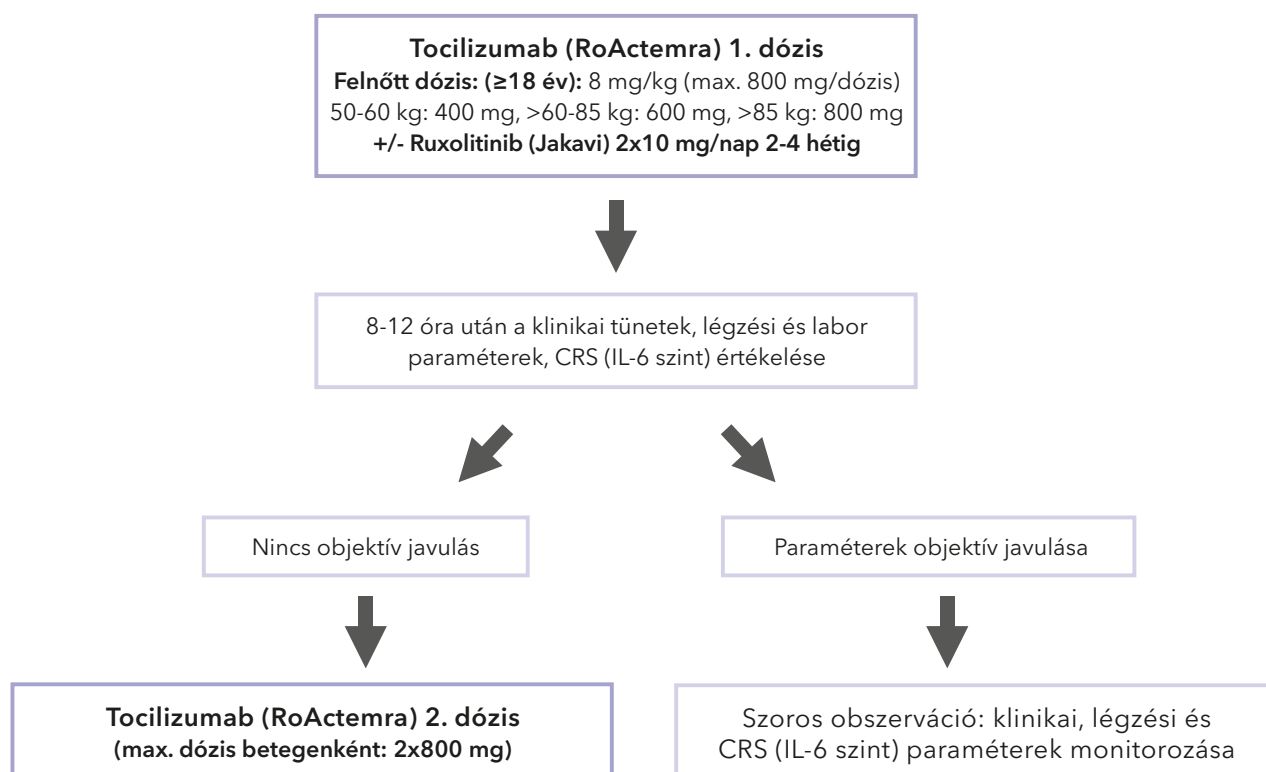 Tocilizumab (RoActemra) 1. dózis
Felnőtt dózis: (≥18 év): 8 mg/kg (max. 800 mg/dózis)
50-60 kg: 400 mg, >60-85 kg: 600 mg, >85 kg: 800 mg
+/- Ruxolitinib (Jakavi) 2x10 mg/nap 2-4 hétig
8-12 óra után a klinikai tünetek, légzési és labor
paraméterek, CRS (IL-6 szint) értékelése
Nincs objektív javulás
Paraméterek objektív javulása
Tocilizumab (RoActemra) 2. dózis
(max. dózis betegenként: 2x800 mg)
Szoros obszerváció: klinikai, légzési és
CRS (IL-6 szint) paraméterek monitorozása